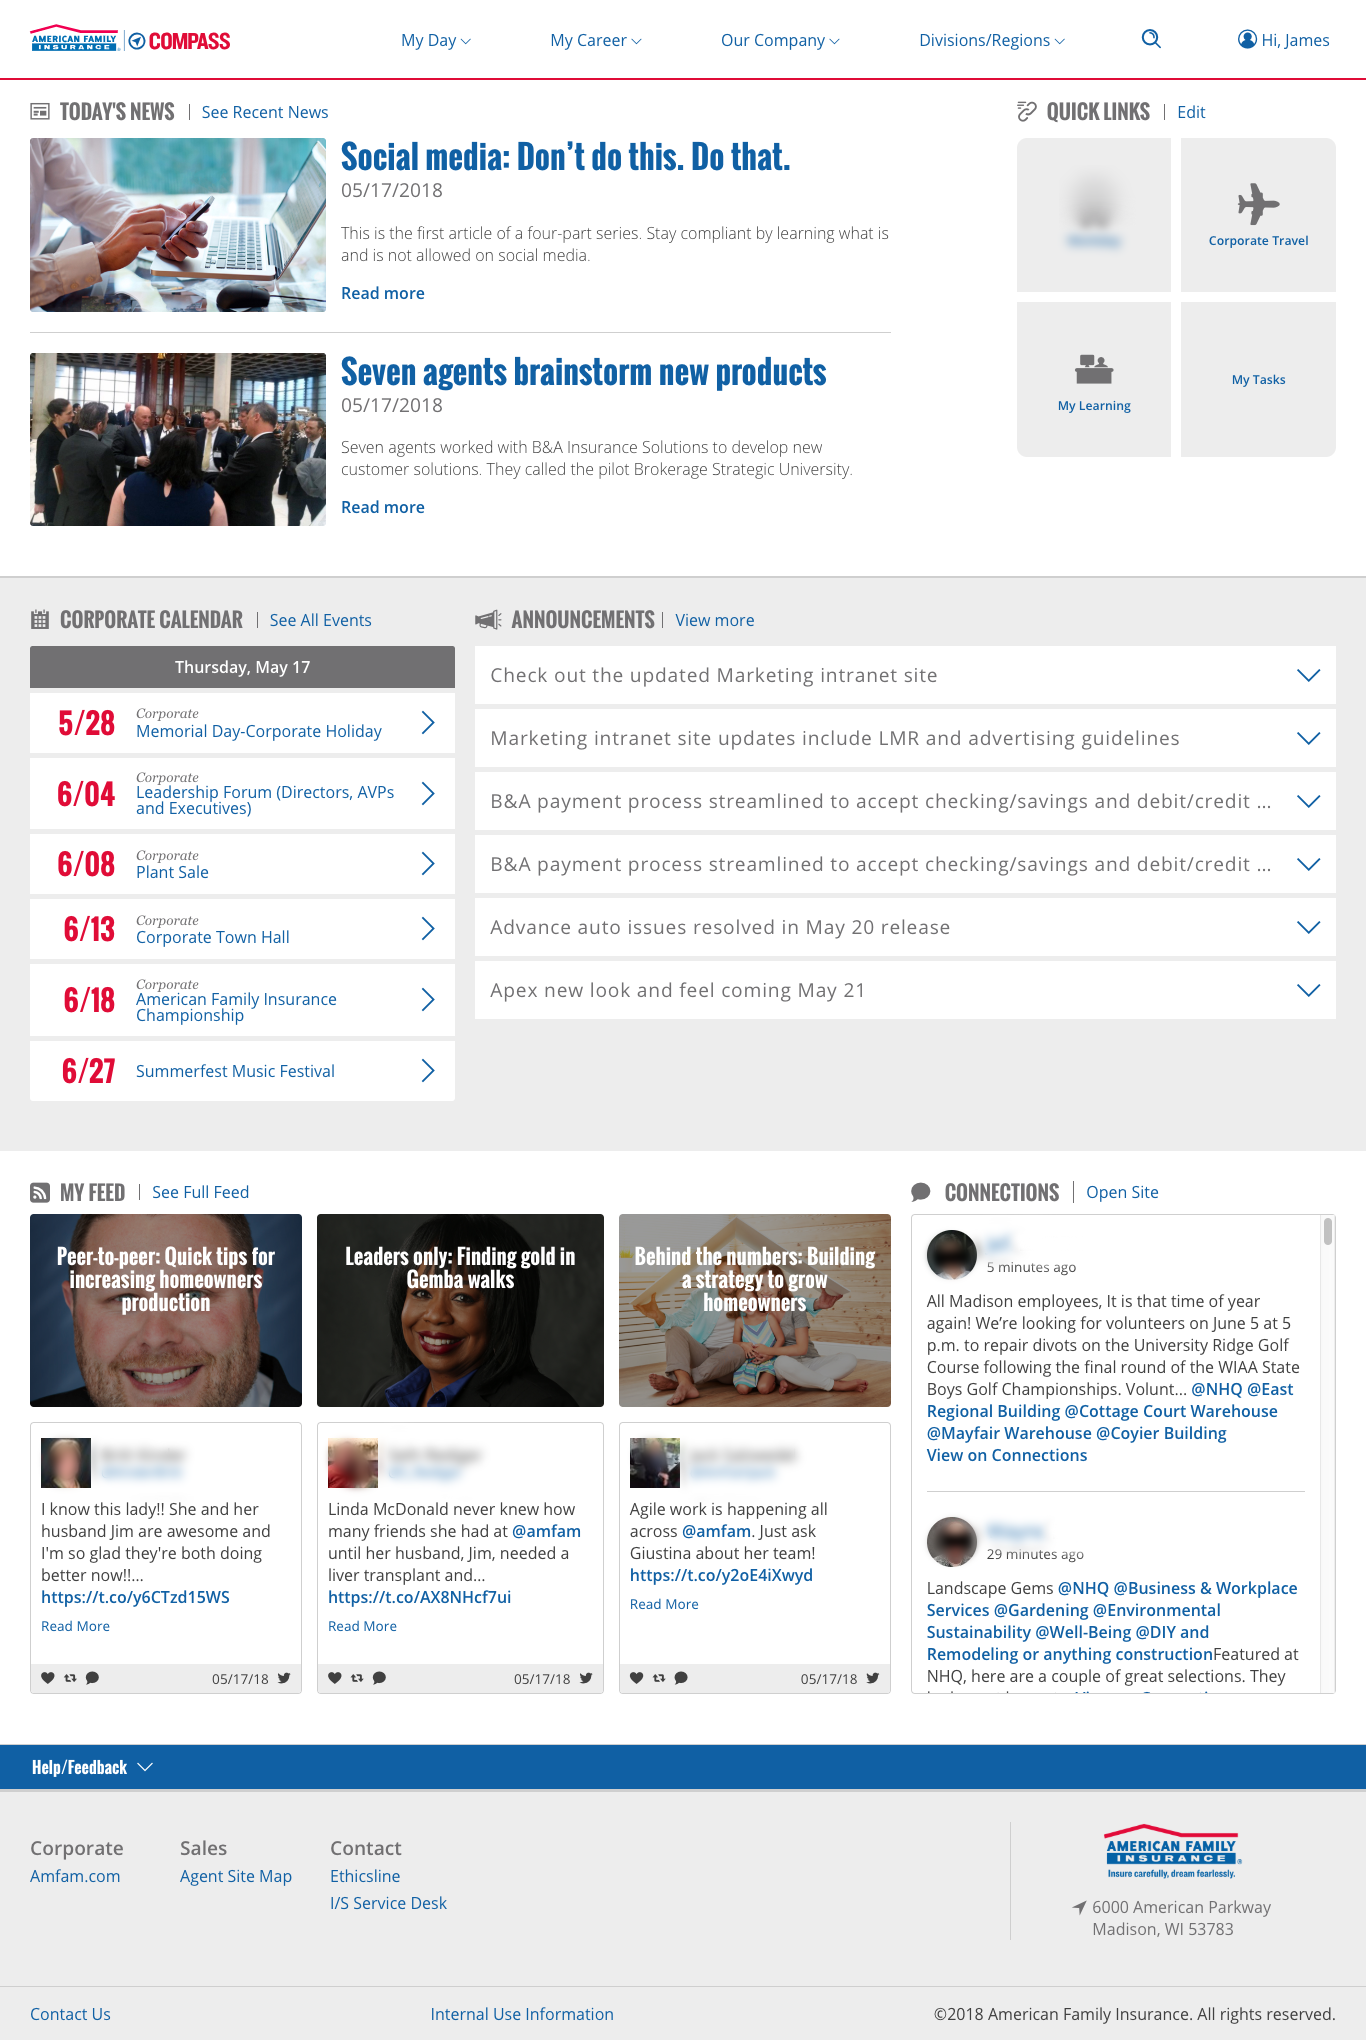 AMERICAN FAMILY
INSURANCE
COMPASS
My Day
My Career
Our Company
Divisions/Regions
Hi, James
TODAY'S NEWS
See Recent News
Social media: Don't do this. Do that.
05/17/2018
This is the first article of a four-part series. Stay compliant by learning what is
and is not allowed on social media.
Read more
Seven agents brainstorm new products
05/17/2018
Seven agents worked with B&A Insurance Solutions to develop new
customer solutions. They called the pilot Brokerage Strategic University.
Read more
QUICK LINKS
Edit
Corporate Travel
My Learning
My Tasks
CORPORATE CALENDAR
See All Events
Thursday, May 17
5/28
Corporate
Memorial Day-Corporate Holiday
6/04
Corporate
Leadership Forum (Directors, AVPs
and Executives)
6/08
Corporate
Plant Sale
6/13
Corporate
Corporate Town Hall
6/18
Corporate
American Family Insurance
Championship
6/27
Summerfest Music Festival
ANNOUNCEMENTS
View more
Check out the updated Marketing intranet site
Marketing intranet site updates include LMR and advertising guidelines
B&A payment process streamlined to accept checking/savings and debit/credit ...
B&A payment process streamlined to accept checking/savings and debit/credit ...
Advance auto issues resolved in May 20 release
Apex new look and feel coming May 21
MY FEED
See Full Feed
Peer-to-peer: Quick tips for
increasing homeowners
production
Leaders only: Finding gold in
Gemba walks
Behind the numbers: Building
a strategy to grow
homeowners
I know this lady!! She and her
husband Jim are awesome and
I'm so glad they're both doing
better now!!...
https://t.co/y6CTzd15WS
Read More
05/17/18
Linda McDonald never knew how
many friends she had at @amfam
until her husband, Jim, needed a
liver transplant and...
https://t.co/AX8NHcf7ui
Read More
05/17/18
Agile work is happening all
across @amfam. Just ask
Giustina about her team!
https://t.co/y2oE4iXwyd
Read More
05/17/18
CONNECTIONS
Open Site
5 minutes ago
All Madison employees, It is that time of year
again! We're looking for volunteers on June 5 at 5
p.m. to repair divots on the University Ridge Golf
Course following the final round of the WIAA State
Boys Golf Championships. Volunt... @NHQ @East
Regional Building @Cottage Court Warehouse
@Mayfair Warehouse @Coyier Building
View on Connections
29 minutes ago
Landscape Gems @NHQ @Business & Workplace
Services @Gardening @Environmental
Sustainability @Well-Being @DIY and
Remodeling or anything constructionFeatured at
NHQ, here are a couple of great selections. They
Help/Feedback
Corporate
Amfam.com
Sales
Agent Site Map
Contact
Ethicsline
I/S Service Desk
AMERICAN FAMILY
INSURANCE
Insure carefully, dream fearlessly.
6000 American Parkway
Madison, WI 53783
Contact Us
Internal Use Information
©2018 American Family Insurance. All rights reserved.